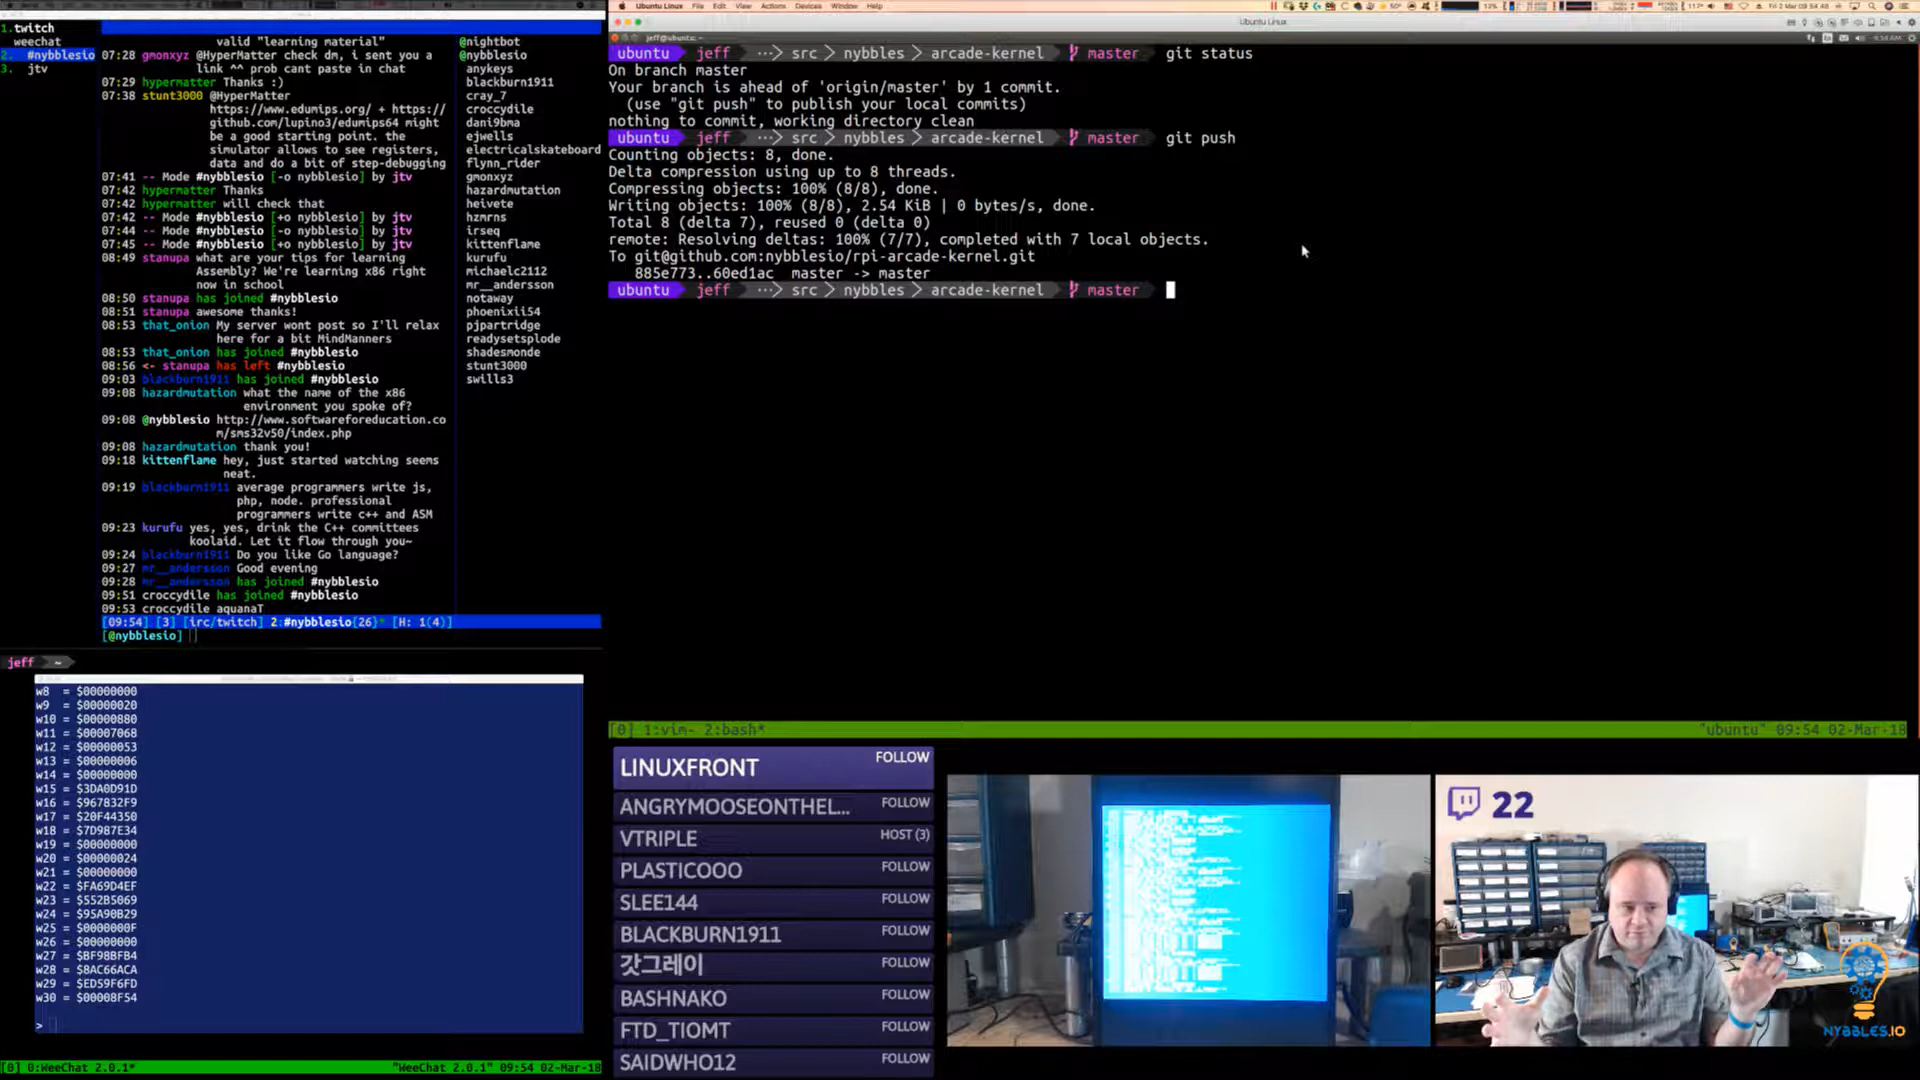 1.twitch
weechat
2. #nybblesio
3. jtv
valid "learning material"
07:28 gmonxyz @HyperMatter check dm, i sent you a
link ^^ prob cant paste in chat
07:29 hypermatter Thanks :)
07:38 stunt3000 @HyperMatter
https://www.edumips.org/ + https://
github.com/lupino3/edumips64 might
be a good starting point. the
simulator allows to see registers,
data and do a bit of step-debugging
07:41 -- Mode #nybblesio [-o nybblesio] by jtv
07:42 hypermatter Thanks
07:42 hypermatter will check that
07:42 -- Mode #nybblesio [+o nybblesio] by jtv
07:44 -- Mode #nybblesio [-o nybblesio] by jtv
07:45 -- Mode #nybblesio [+o nybblesio] by jtv
08:49 stanupa what are your tips for learning
Assembly? We're learning x86 right
now in school
08:50 stanupa has joined #nybblesio
08:51 stanupa awesome thanks!
08:53 that_onion My server wont post so I'll relax
here for a bit MindManners
08:53 that_onion has joined #nybblesio
08:56 <- stanupa has left #nybblesio
09:03 blackburn1911 has joined #nybblesio
09:08 hazardmutation what the name of the x86
environment you spoke of?
09:08 @nybblesio http://www.softwareforeducation.co
m/sms32v50/index.php
09:08 hazardmutation thank you!
09:18 kittenflame hey, just started watching seems
neat.
09:19 blackburn1911 average programmers write js,
php, node. professional
programmers write c++ and ASM
09:23 kurufu yes, yes, drink the C++ committees
koolaid. Let it flow through you~
09:24 blackburn1911 Do you like Go language?
09:27 mr__andersson Good evening
09:28 mr__andersson has joined #nybblesio
09:51 croccydile has joined #nybblesio
09:53 croccydile aquanaT
[09:54] [3] [irc/twitch] 2:#nybblesio{26}* [H: 1(4)]
[@nybblesio]
@nightbot
@nybblesio
anykeys
blackburn1911
cray_7
croccydile
dani9bma
ejwells
electricalskateboard
flynn_rider
gmonxyz
hazardmutation
heivete
hzmrns
irseq
kittenflame
kurufu
michaelc2112
mr__andersson
notaway
phoenixii54
pjpartridge
readysetsplode
shadesmonde
stunt3000
swills3
jeff ~
w8 = $00000000
w9 = $00000020
w10 = $00000880
w11 = $00007068
w12 = $00000053
w13 = $00000006
w14 = $00000000
w15 = $3DA0D91D
w16 = $967832F9
w17 = $20F44350
w18 = $7D987E34
w19 = $00000000
w20 = $00000024
w21 = $00000000
w22 = $FA69D4EF
w23 = $552B5069
w24 = $95A90B29
w25 = $0000000F
w26 = $00000000
w27 = $BF98BFB4
w28 = $8AC66ACA
w29 = $ED59F6FD
w30 = $00008F54
>
[0] 0:WeeChat 2.0.1* "WeeChat 2.0.1" 09:54 02-Mar-18
Ubuntu Linux File Edit View Actions Devices Window Help
Fri 2 Mar 09:54:48
Ubuntu Linux
jeff@ubuntu: ~
ubuntu jeff ··· src nybbles arcade-kernel master git status
On branch master
Your branch is ahead of 'origin/master' by 1 commit.
(use "git push" to publish your local commits)
nothing to commit, working directory clean
ubuntu jeff ··· src nybbles arcade-kernel master git push
Counting objects: 8, done.
Delta compression using up to 8 threads.
Compressing objects: 100% (8/8), done.
Writing objects: 100% (8/8), 2.54 KiB | 0 bytes/s, done.
Total 8 (delta 7), reused 0 (delta 0)
remote: Resolving deltas: 100% (7/7), completed with 7 local objects.
To git@github.com:nybblesio/rpi-arcade-kernel.git
885e773..60ed1ac master -> master
ubuntu jeff ··· src nybbles arcade-kernel master
[0] 1:vim- 2:bash* "ubuntu" 09:54 02-Mar-18
LINUXFRONT FOLLOW
ANGRYMOOSEONTHEL... FOLLOW
VTRIPLE HOST (3)
PLASTICOOO FOLLOW
SLEE144 FOLLOW
BLACKBURN1911 FOLLOW
갓그레이 FOLLOW
BASHNAKO FOLLOW
FTD_TIOMT FOLLOW
SAIDWHO12 FOLLOW
22
NYBBLES.IO